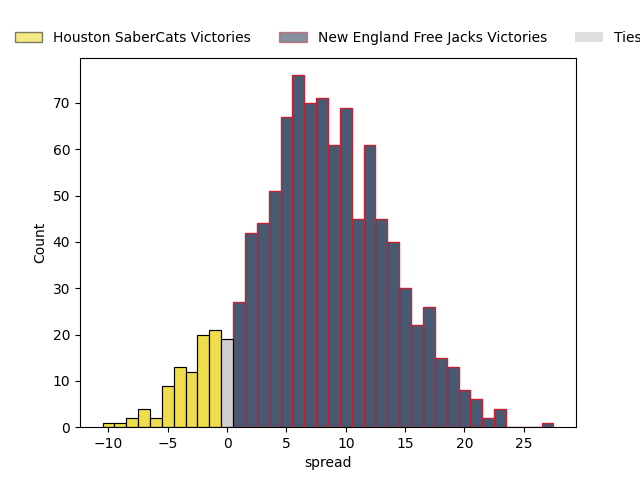 Houston SaberCats Victories New England Free Jacks Victories Ties
70
60
50
40
30
20
10
0
Count
−10 −5 0 5 10 15 20 25
spread